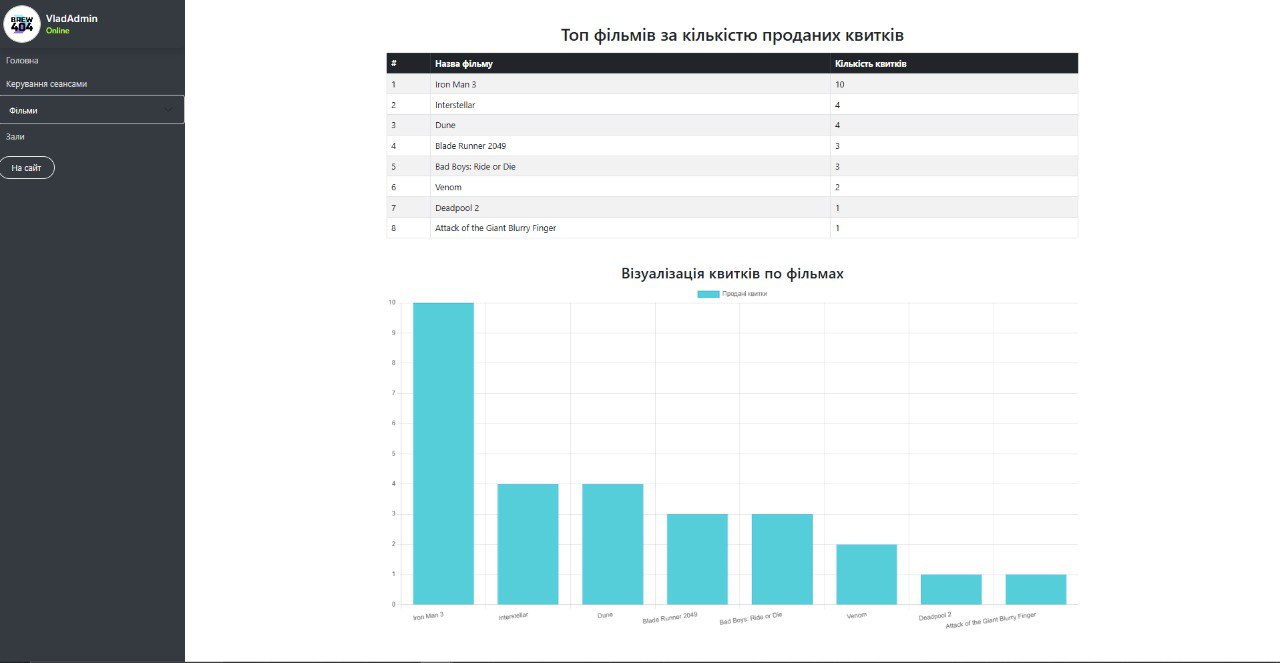 BREW
404
VladAdmin
Online
Головна
Керування сеансами
Фільми
Зали
На сайт
Топ фільмів за кількістю проданих квитків
# Назва фільму Кількість квитків
1 Iron Man 3 10
2 Interstellar 4
3 Dune 4
4 Blade Runner 2049 3
5 Bad Boys: Ride or Die 3
6 Venom 2
7 Deadpool 2 1
8 Attack of the Giant Blurry Finger 1
Візуалізація квитків по фільмах
Продані квитки
10
9
8
7
6
5
4
3
2
1
0
Iron Man 3
Interstellar
Dune
Blade Runner 2049
Bad Boys: Ride or Die
Venom
Deadpool 2
Attack of the Giant Blurry Finger